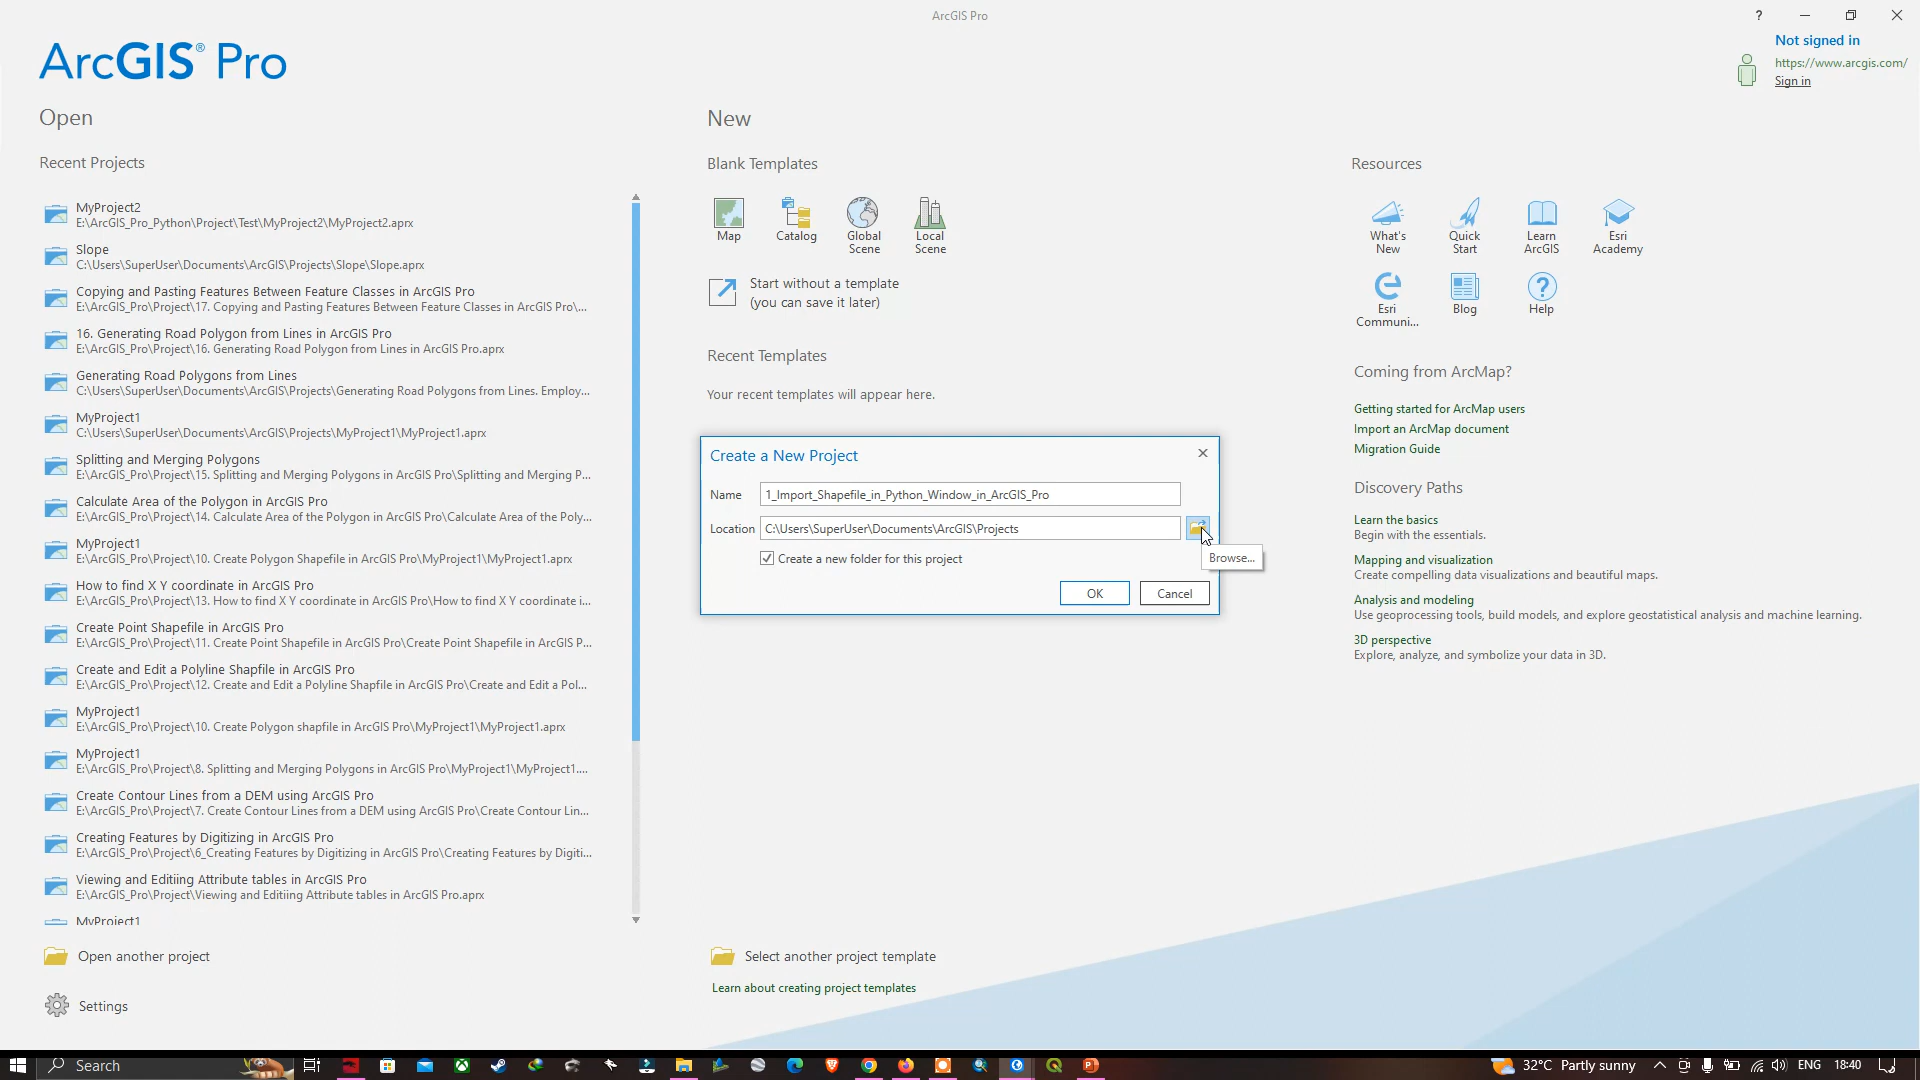 ArcGIS Pro
?
Not signed in
https://www.arcgis.com/
Sign in
ArcGIS® Pro
Open
Recent Projects
MyProject2
E:\ArcGIS_Pro_Python\Project\Test\MyProject2\MyProject2.aprx
Slope
C:\Users\SuperUser\Documents\ArcGIS\Projects\Slope\Slope.aprx
Copying and Pasting Features Between Feature Classes in ArcGIS Pro
E:\ArcGIS_Pro\Project\17. Copying and Pasting Features Between Feature Classes in ArcGIS Pro\...
16. Generating Road Polygon from Lines in ArcGIS Pro
E:\ArcGIS_Pro\Project\16. Generating Road Polygon from Lines in ArcGIS Pro.aprx
Generating Road Polygons from Lines
C:\Users\SuperUser\Documents\ArcGIS\Projects\Generating Road Polygons from Lines. Employ...
MyProject1
C:\Users\SuperUser\Documents\ArcGIS\Projects\MyProject1\MyProject1.aprx
Splitting and Merging Polygons
E:\ArcGIS_Pro\Project\15. Splitting and Merging Polygons in ArcGIS Pro\Splitting and Merging P...
Calculate Area of the Polygon in ArcGIS Pro
E:\ArcGIS_Pro\Project\14. Calculate Area of the Polygon in ArcGIS Pro\Calculate Area of the Poly...
MyProject1
E:\ArcGIS_Pro\Project\10. Create Polygon Shapefile in ArcGIS Pro\MyProject1\MyProject1.aprx
How to find X Y coordinate in ArcGIS Pro
E:\ArcGIS_Pro\Project\13. How to find X Y coordinate in ArcGIS Pro\How to find X Y coordinate i...
Create Point Shapefile in ArcGIS Pro
E:\ArcGIS_Pro\Project\11. Create Point Shapefile in ArcGIS Pro\Create Point Shapefile in ArcGIS P...
Create and Edit a Polyline Shapfile in ArcGIS Pro
E:\ArcGIS_Pro\Project\12. Create and Edit a Polyline Shapfile in ArcGIS Pro\Create and Edit a Pol...
MyProject1
E:\ArcGIS_Pro\Project\10. Create Polygon shapfile in ArcGIS Pro\MyProject1\MyProject1.aprx
MyProject1
E:\ArcGIS_Pro\Project\8. Splitting and Merging Polygons in ArcGIS Pro\MyProject1\MyProject1....
Create Contour Lines from a DEM using ArcGIS Pro
E:\ArcGIS_Pro\Project\7. Create Contour Lines from a DEM using ArcGIS Pro\Create Contour Lin...
Creating Features by Digitizing in ArcGIS Pro
E:\ArcGIS_Pro\Project\6_Creating Features by Digitizing in ArcGIS Pro\Creating Features by Digiti...
Viewing and Editiing Attribute tables in ArcGIS Pro
E:\ArcGIS_Pro\Project\Viewing and Editiing Attribute tables in ArcGIS Pro.aprx
MyProject1
Open another project
Settings
New
Blank Templates
Map
Catalog
Global
Scene
Local
Scene
Start without a template
(you can save it later)
Recent Templates
Your recent templates will appear here.
Create a New Project
Name
1_Import_Shapefile_in_Python_Window_in_ArcGIS_Pro
Location
C:\Users\SuperUser\Documents\ArcGIS\Projects
Browse...
Create a new folder for this project
OK
Cancel
Select another project template
Learn about creating project templates
Resources
What's
New
Quick
Start
Learn
ArcGIS
Esri
Academy
Esri
Communi...
Blog
Help
Coming from ArcMap?
Getting started for ArcMap users
Import an ArcMap document
Migration Guide
Discovery Paths
Learn the basics
Begin with the essentials.
Mapping and visualization
Create compelling data visualizations and beautiful maps.
Analysis and modeling
Use geoprocessing tools, build models, and explore geostatistical analysis and machine learning.
3D perspective
Explore, analyze, and symbolize your data in 3D.
Search
32°C Partly sunny
ENG
18:40